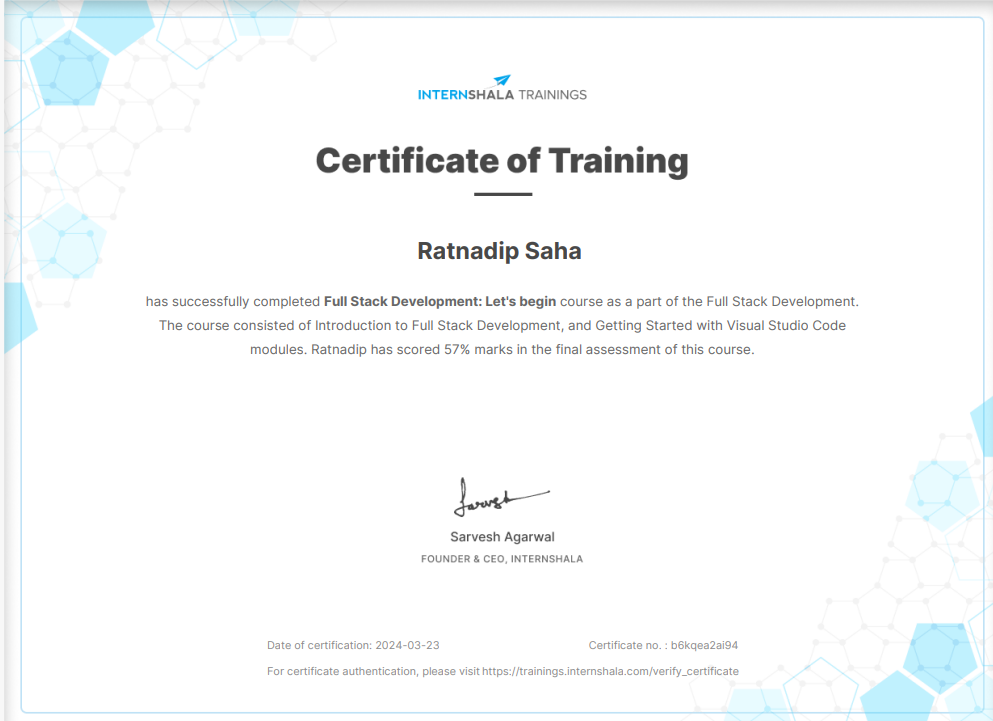 INTERNSHALA TRAININGS
Certificate of Training
Ratnadip Saha
has successfully completed Full Stack Development: Let's begin course as a part of the Full Stack Development.
The course consisted of Introduction to Full Stack Development, and Getting Started with Visual Studio Code
modules. Ratnadip has scored 57% marks in the final assessment of this course.
Sarvesh
Sarvesh Agarwal
FOUNDER & CEO, INTERNSHALA
Date of certification: 2024-03-23 Certificate no. : b6kqea2ai94
For certificate authentication, please visit https://trainings.internshala.com/verify_certificate